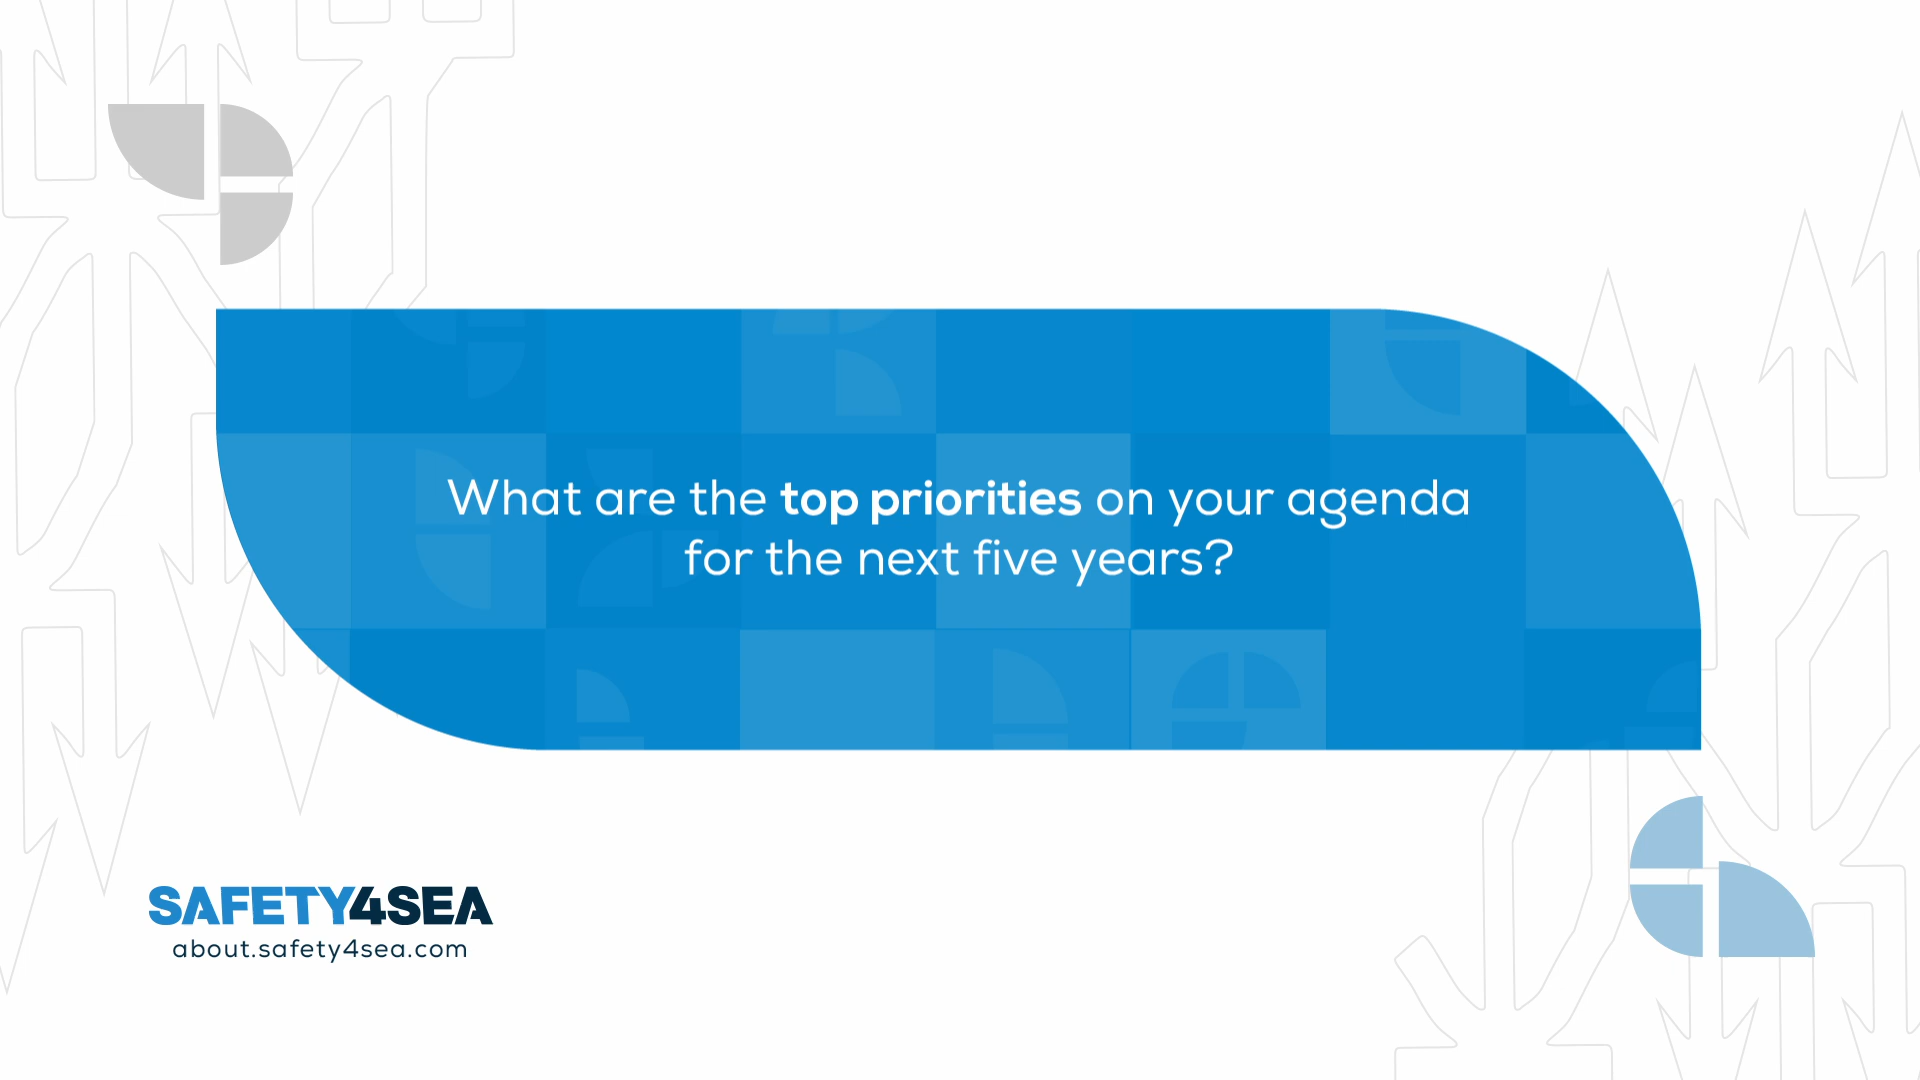 What are the top priorities on your agenda
for the next five years?
SAFETY4SEA
about.safety4sea.com